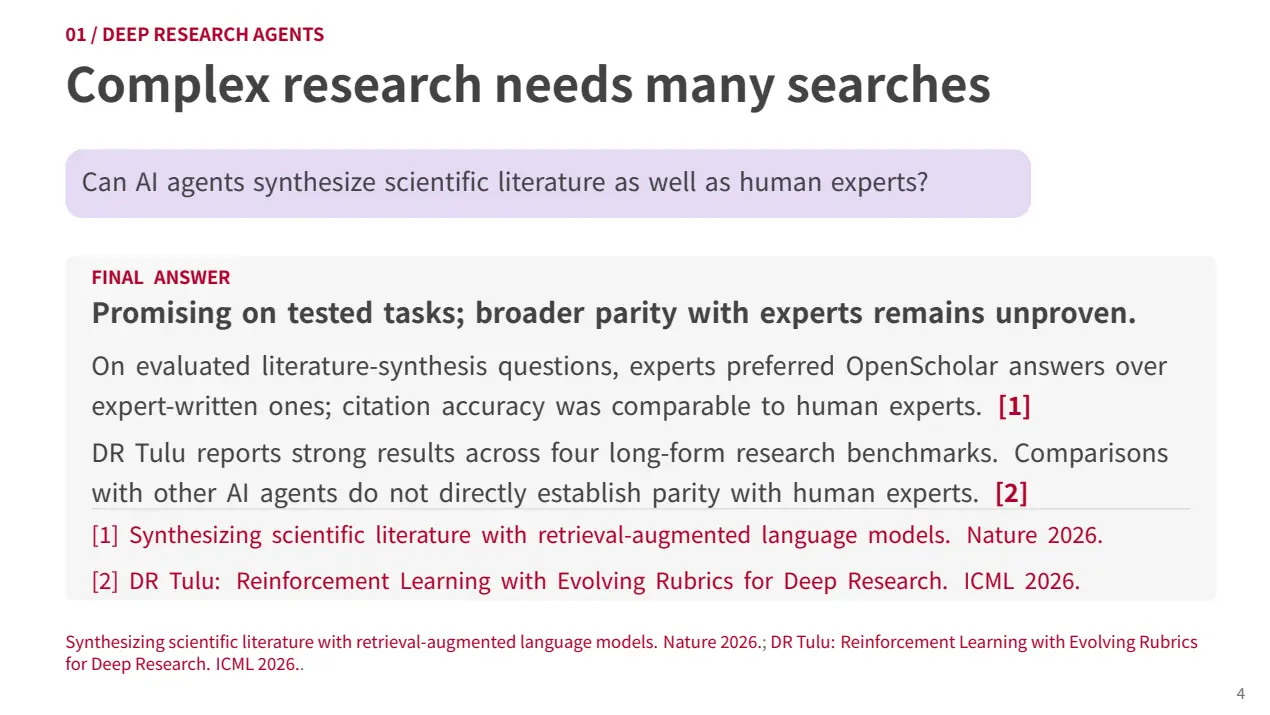 01 / DEEP RESEARCH AGENTS
Complex research needs many searches
Can AI agents synthesize scientific literature as well as human experts?
FINAL ANSWER
Promising on tested tasks; broader parity with experts remains unproven.
On evaluated literature-synthesis questions, experts preferred OpenScholar answers over
expert-written ones; citation accuracy was comparable to human experts. [1]
DR Tulu reports strong results across four long-form research benchmarks. Comparisons
with other AI agents do not directly establish parity with human experts. [2]
[1] Synthesizing scientific literature with retrieval-augmented language models. Nature 2026.
[2] DR Tulu: Reinforcement Learning with Evolving Rubrics for Deep Research. ICML 2026.
Synthesizing scientific literature with retrieval-augmented language models. Nature 2026.; DR Tulu: Reinforcement Learning with Evolving Rubrics
for Deep Research. ICML 2026..
4